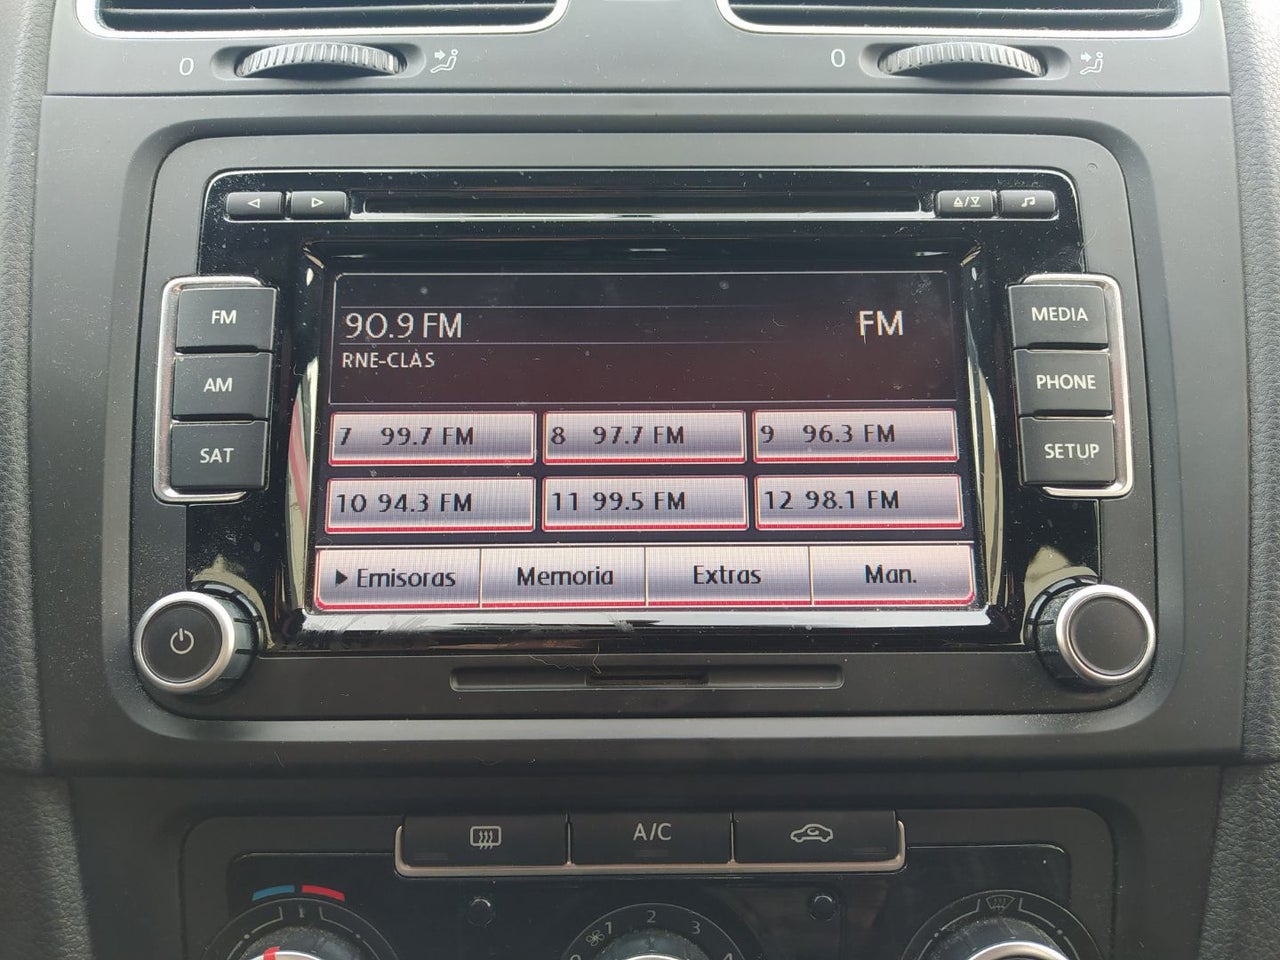 0
0
FM
AM
SAT
90.9 FM
FM
RNE-CLAS
7 99.7 FM
8 97.7 FM
9 96.3 FM
10 94.3 FM
11 99.5 FM
12 98.1 FM
Emisoras
Memoria
Extras
Man.
MEDIA
PHONE
SETUP
A/C
1
2
3